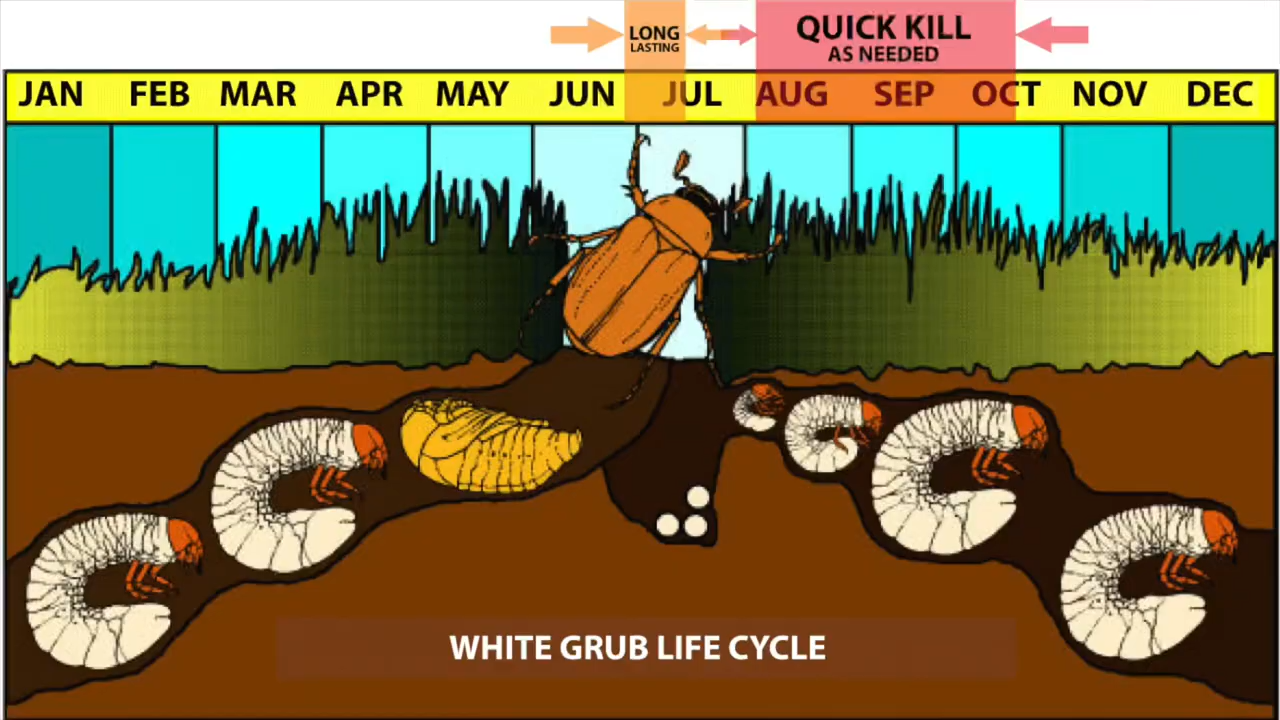 LONG
LASTING
QUICK KILL
AS NEEDED
JAN FEB MAR APR MAY JUN JUL AUG SEP OCT NOV DEC
WHITE GRUB LIFE CYCLE